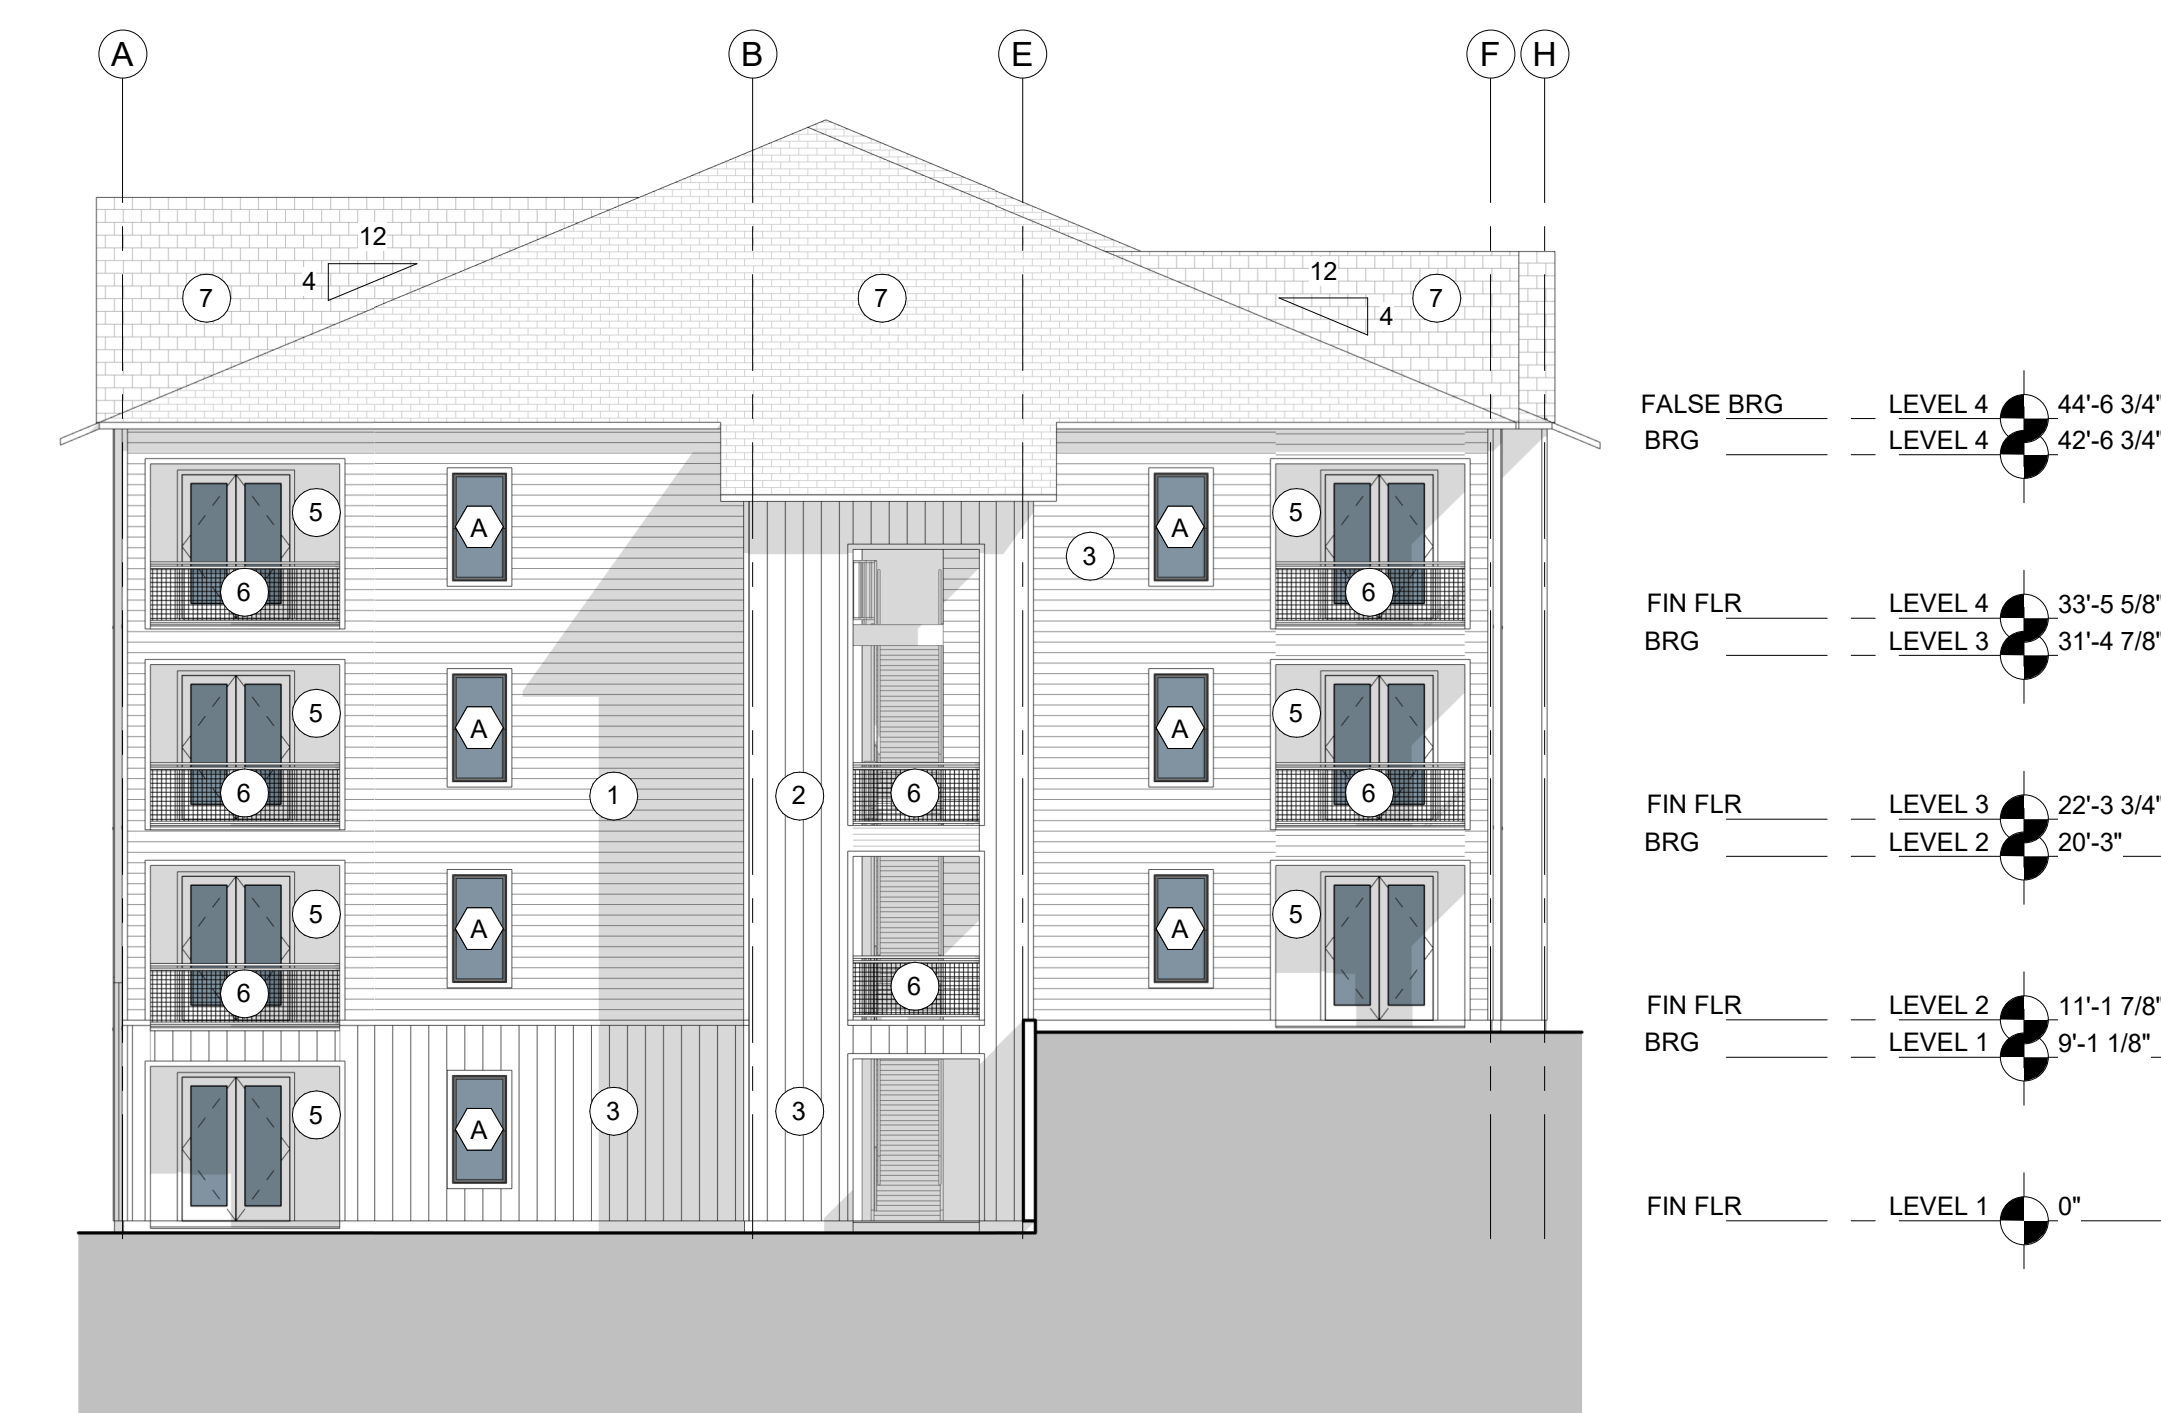 A B E F H
12
4
7
7
12
4
7
FALSE BRG LEVEL 4 44'-6 3/4"
BRG LEVEL 4 42'-6 3/4"
5
A
A
5
3
6
6
FIN FLR LEVEL 4 33'-5 5/8"
BRG LEVEL 3 31'-4 7/8"
5
A
A
5
6
1
2
6
6
FIN FLR LEVEL 3 22'-3 3/4"
BRG LEVEL 2 20'-3"
5
A
A
5
6
6
FIN FLR LEVEL 2 11'-1 7/8"
BRG LEVEL 1 9'-1 1/8"
5
A
3
3
FIN FLR LEVEL 1 0"